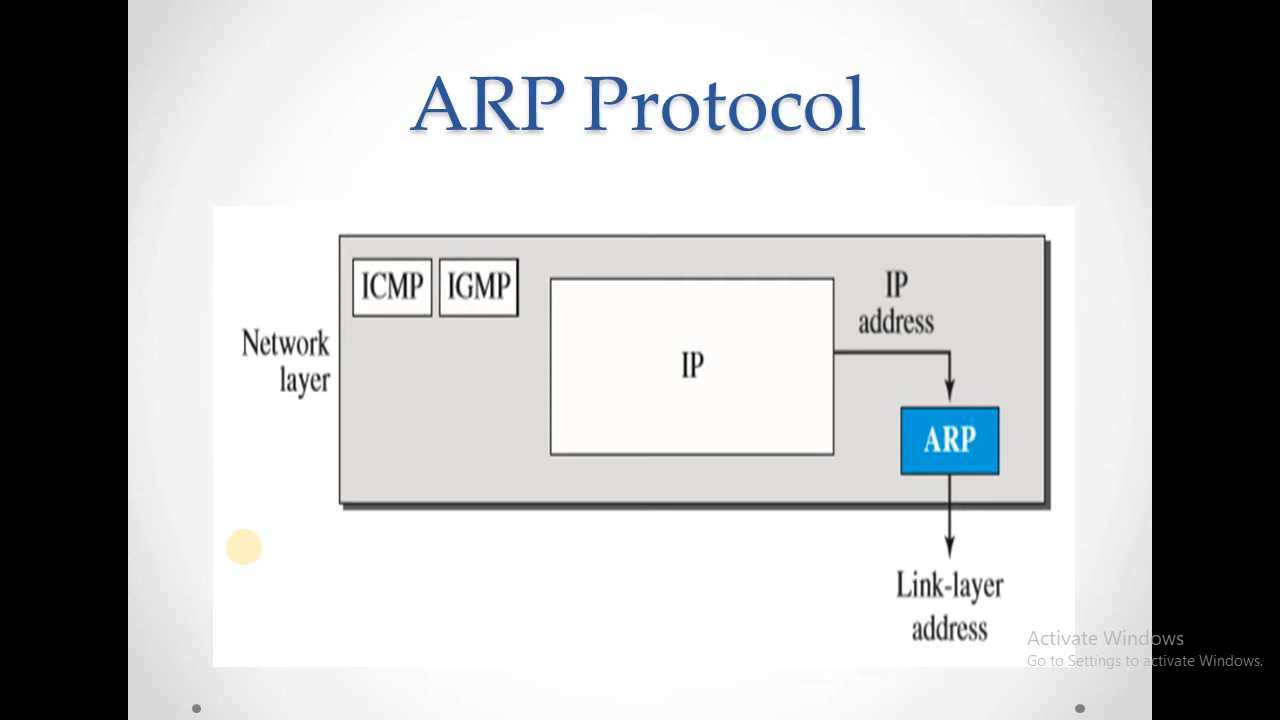 ARP Protocol
ICMP
IGMP
IP
address
Network
layer
IP
ARP
Link-layer
address
Activate Windows
Go to Settings to activate Windows.